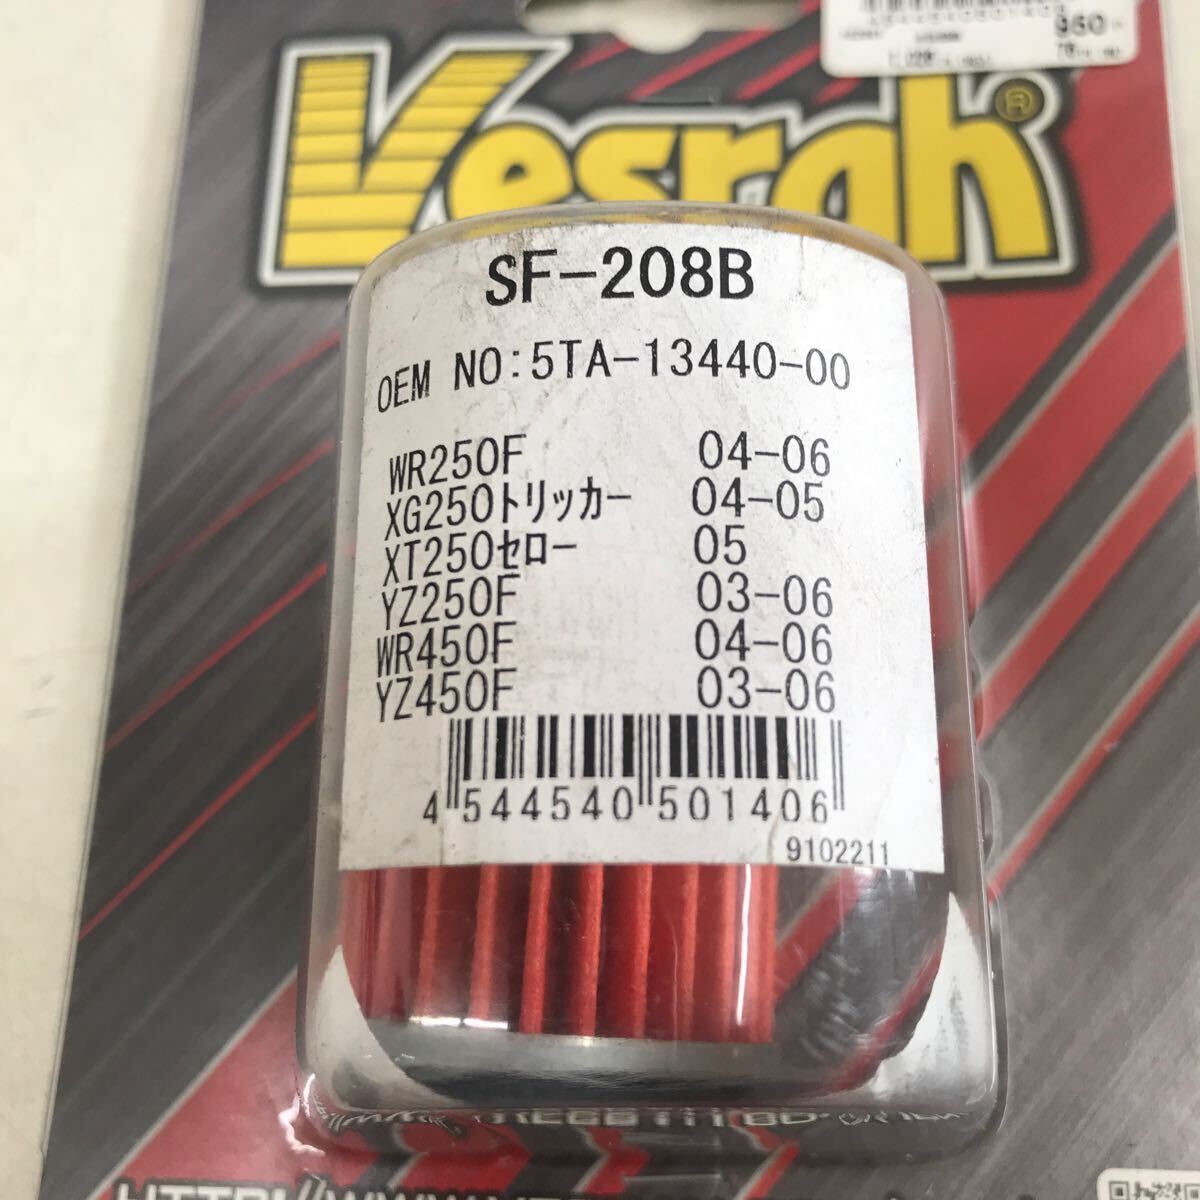 950-
Vesrah®
SF-208B
OEM NO:5TA-13440-00
WR250F 04-06
XG250トリッカー 04-05
XT250セロー 05
YZ250F 03-06
WR450F 04-06
YZ450F 03-06
4 544540 501406
9102211